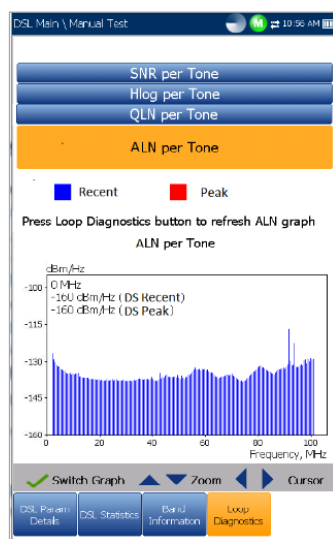 DSL Main \ Manual Test
M
10:56 AM
SNR per Tone
Hlog per Tone
QLN per Tone
ALN per Tone
Recent
Peak
Press Loop Diagnostics button to refresh ALN graph
ALN per Tone
dBm/Hz
0 MHz
-160 dBm/Hz (DS Recent)
-160 dBm/Hz (DS Peak)
-100
-115
-130
-145
-160
0 20 40 60 80 100
Frequency, MHz
Switch Graph
Zoom
Cursor
DSL Param
Details
DSL Statistics
Band
Information
Loop
Diagnostics